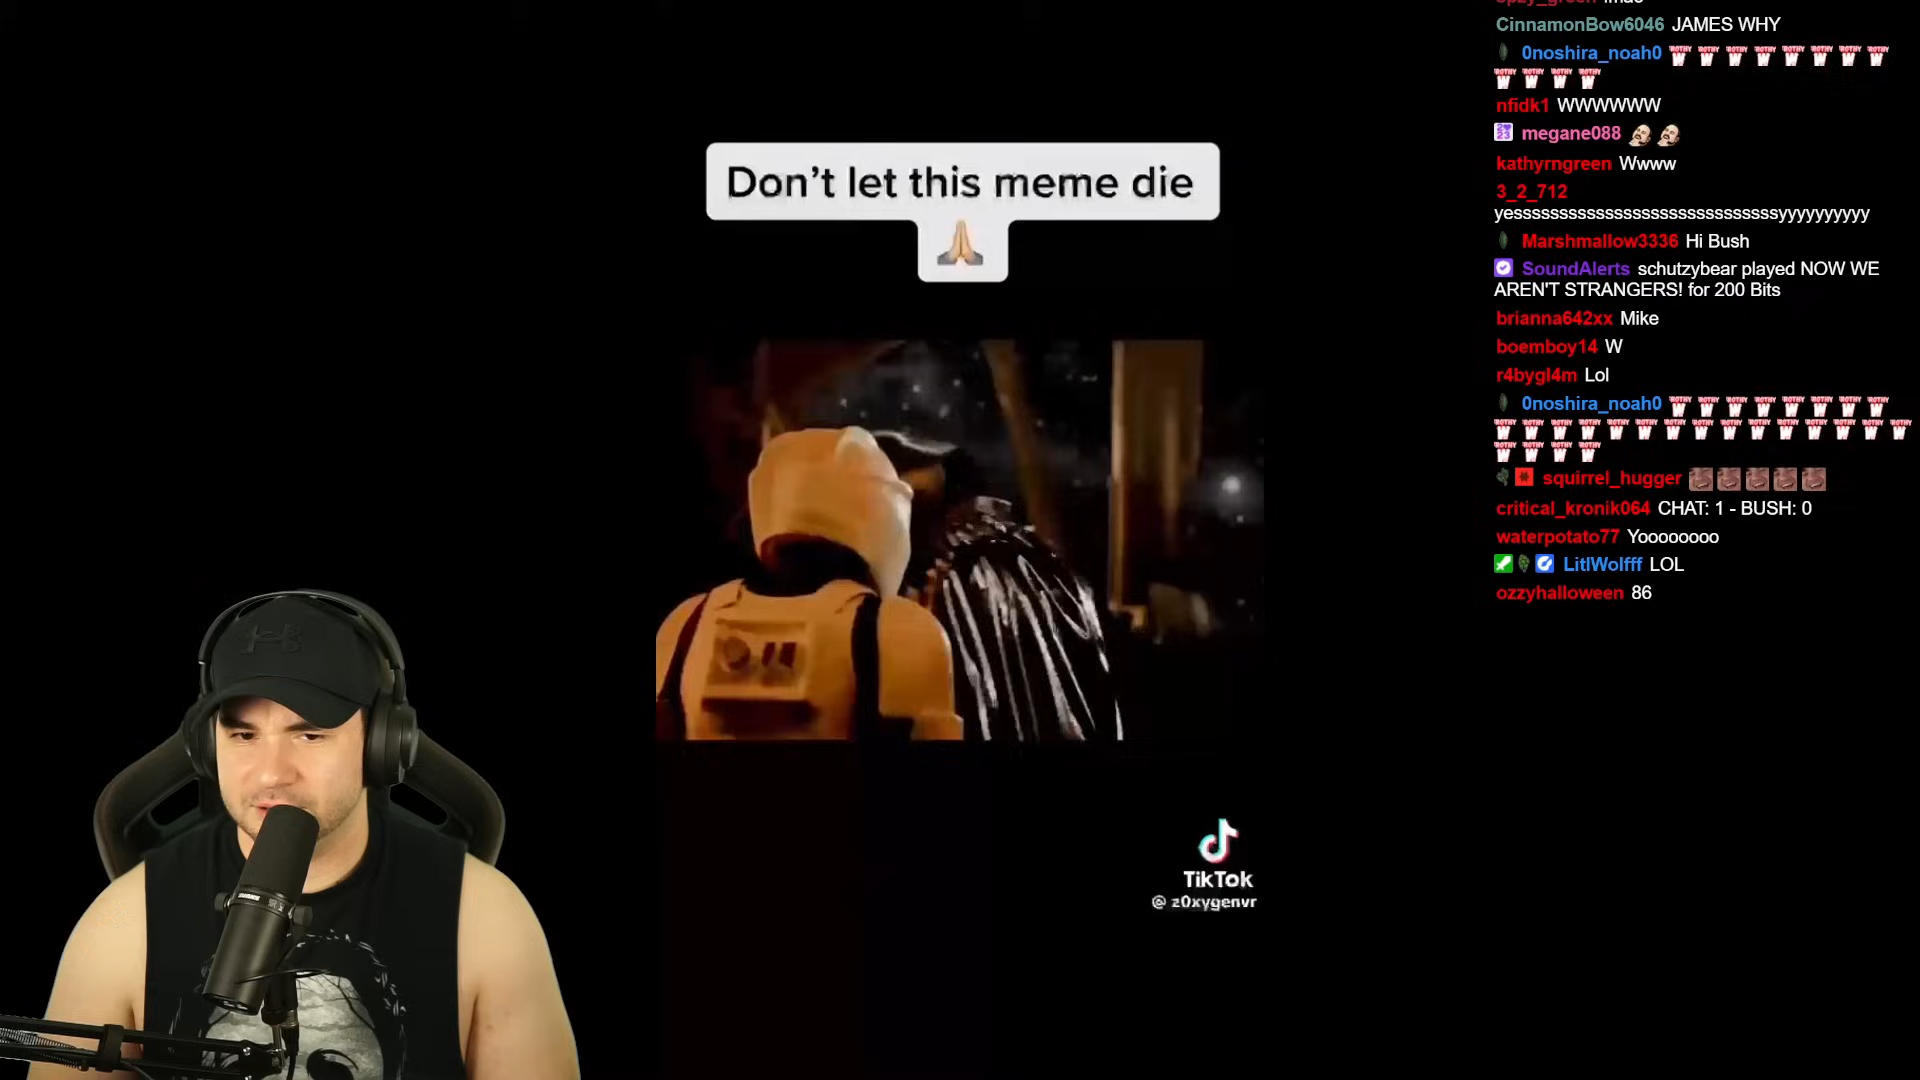 CinnamonBow6046 JAMES WHY
0noshira_noah0
nfidk1 WWWWWW
megane088
kathyrngreen Wwww
3_2_712
yesssssssssssssssssssssssssssssyyyyyyyyyy
Marshmallow3336 Hi Bush
SoundAlerts schutzybear played NOW WE
AREN'T STRANGERS! for 200 Bits
brianna642xx Mike
boemboy14 W
r4bygl4m Lol
0noshira_noah0
squirrel_hugger
critical_kronik064 CHAT: 1 - BUSH: 0
waterpotato77 Yoooooooo
LitlWolfff LOL
ozzyhalloween 86
Don’t let this meme die
🙏🏼
TikTok
@ z0xygenvr